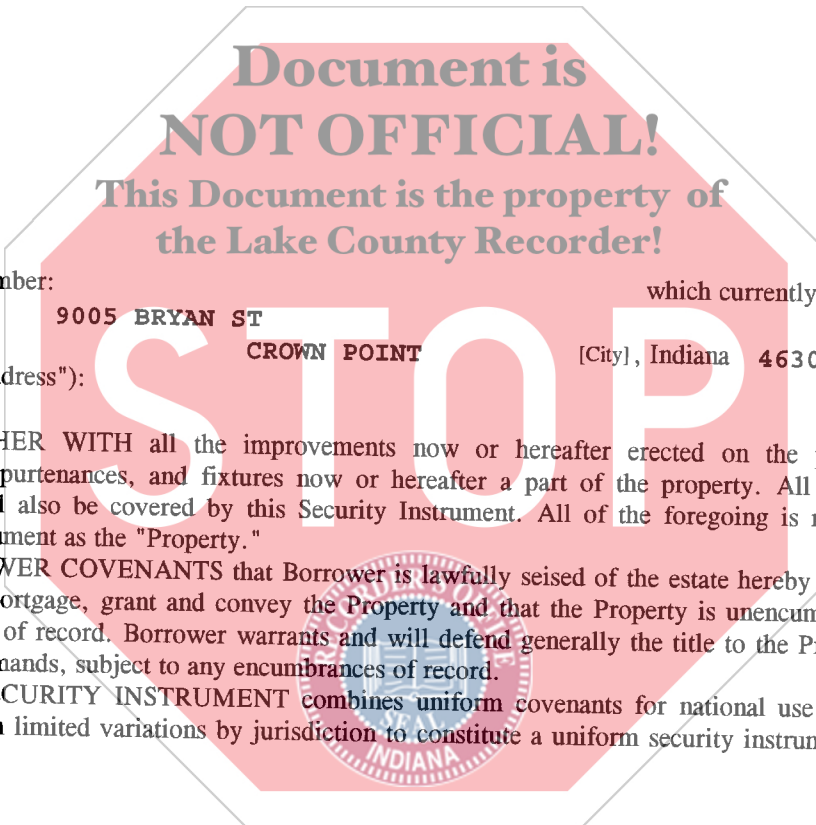 Document is
NOT OFFICIAL!
This Document is the property of
the Lake County Recorder!
nber:
which currently
9005 BRYAN ST
CROWN POINT [City], Indiana 4630
dress"):
STOP
HER WITH all the improvements now or hereafter erected on the
purtenances, and fixtures now or hereafter a part of the property. All
also be covered by this Security Instrument. All of the foregoing is
ument as the "Property."
WER COVENANTS that Borrower is lawfully seised of the estate hereby
ortgage, grant and convey the Property and that the Property is unencum
of record. Borrower warrants and will defend generally the title to the P
nands, subject to any encumbrances of record.
CURITY INSTRUMENT combines uniform covenants for national use
limited variations by jurisdiction to constitute a uniform security instrun
RECORDER'S OFFICE
SEAL
INDIANA